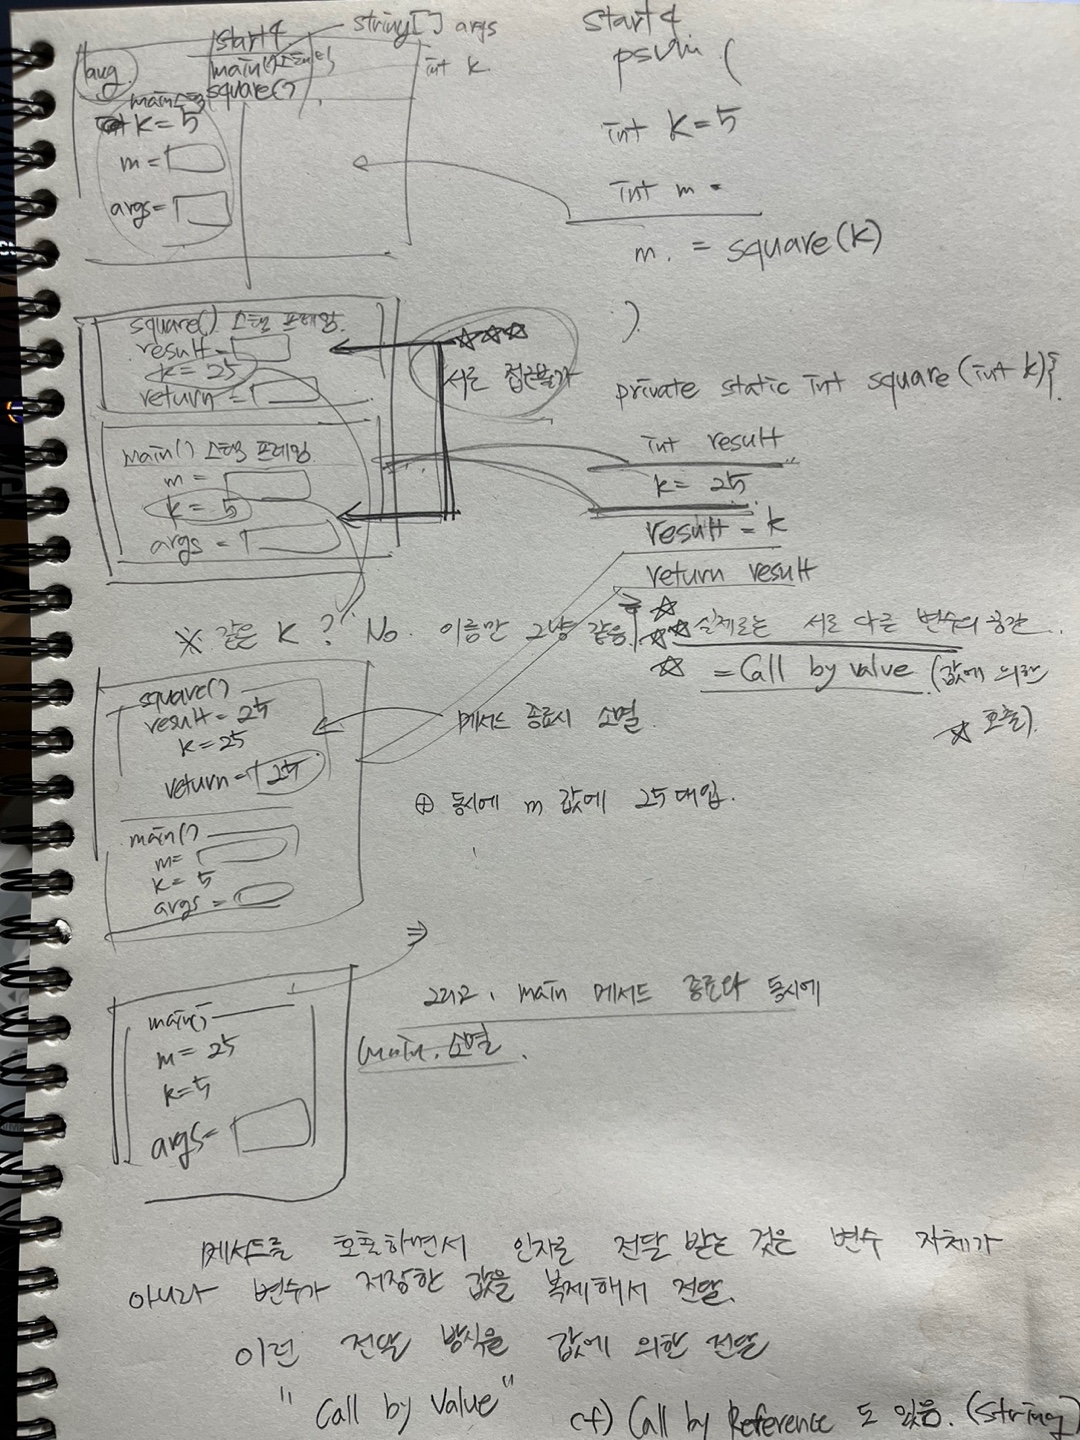 start4
string[] args
main()
square()
int k
k = 5
m =
args =
start4
psvm (
int k=5
int m =
m = square(k)
)
square() 스택 프레임
result =
k = 25
return =
main() 스택 프레임
m =
k = 5
args =
☆☆☆
서로 접근불가
private static int square(int k){
int result
k = 25
result = k
return result
※ 같은 k ? No. 이름만 그냥 같음.
실제로는 서로 다른 변수의 공간..
= Call by value (값에 의한
호출).
square()
result = 25
k = 25
return = 25
메서드 종료시 소멸.
⊕ 동시에 m 값에 25 대입.
main()
m=
k = 5
args =
main()
m = 25
k=5
args=
그리고, main 메서드 종료와 동시에
main. 소멸.
메서드를 호출하면서 인자로 전달 받는 것은 변수 자체가
아니라 변수가 저장한 값을 복제해서 전달.
이런 전달 방식을 값에 의한 전달
"Call by Value"
cf) Call by Reference 도 있음. (string)